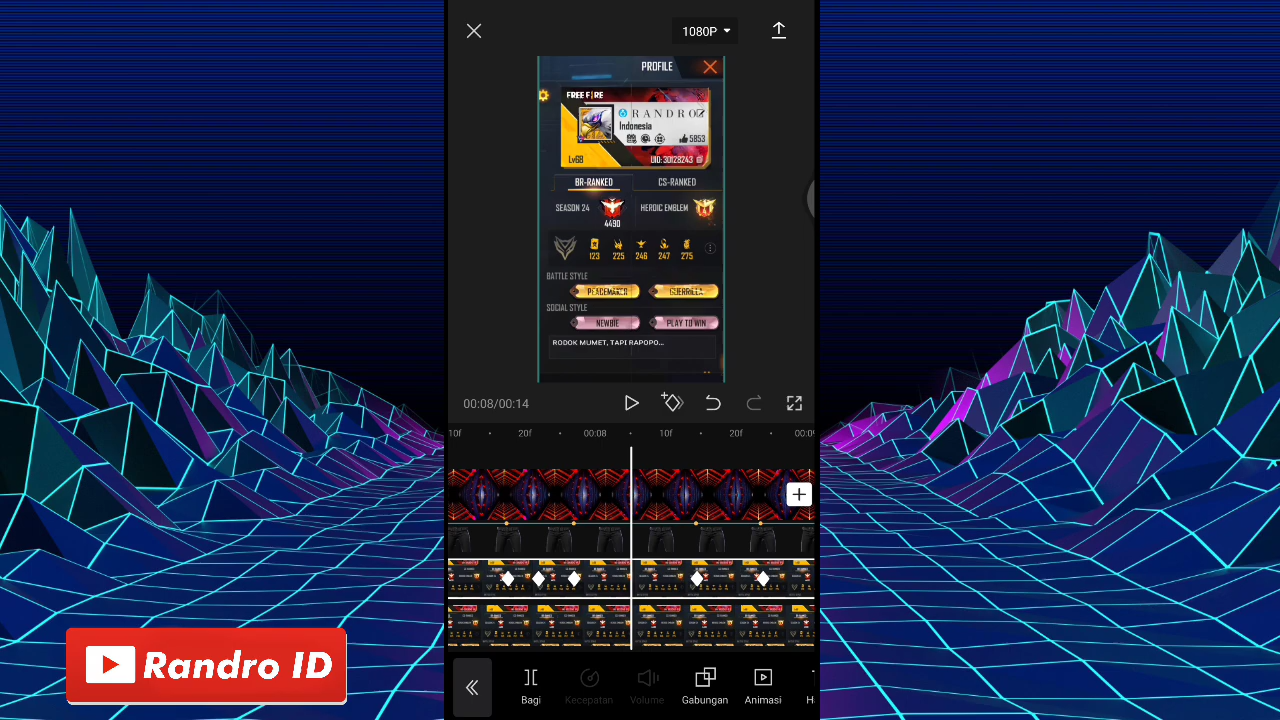 1080P
PROFILE
FREE FIRE
RANDRO
Indonesia
5853
Lv68
UID: 30128243
BR-RANKED
CS-RANKED
SEASON 24
4490
HEROIC EMBLEM
123
225
246
247
275
BATTLE STYLE
PEACEMAKER
GUERRILLA
SOCIAL STYLE
NEWBIE
PLAY TO WIN
RODOK MUMET, TAPI RAPOPO...
00:08/00:14
10f
20f
00:08
10f
20f
Randro ID
Bagi
Kecepatan
Volume
Gabungan
Animasi